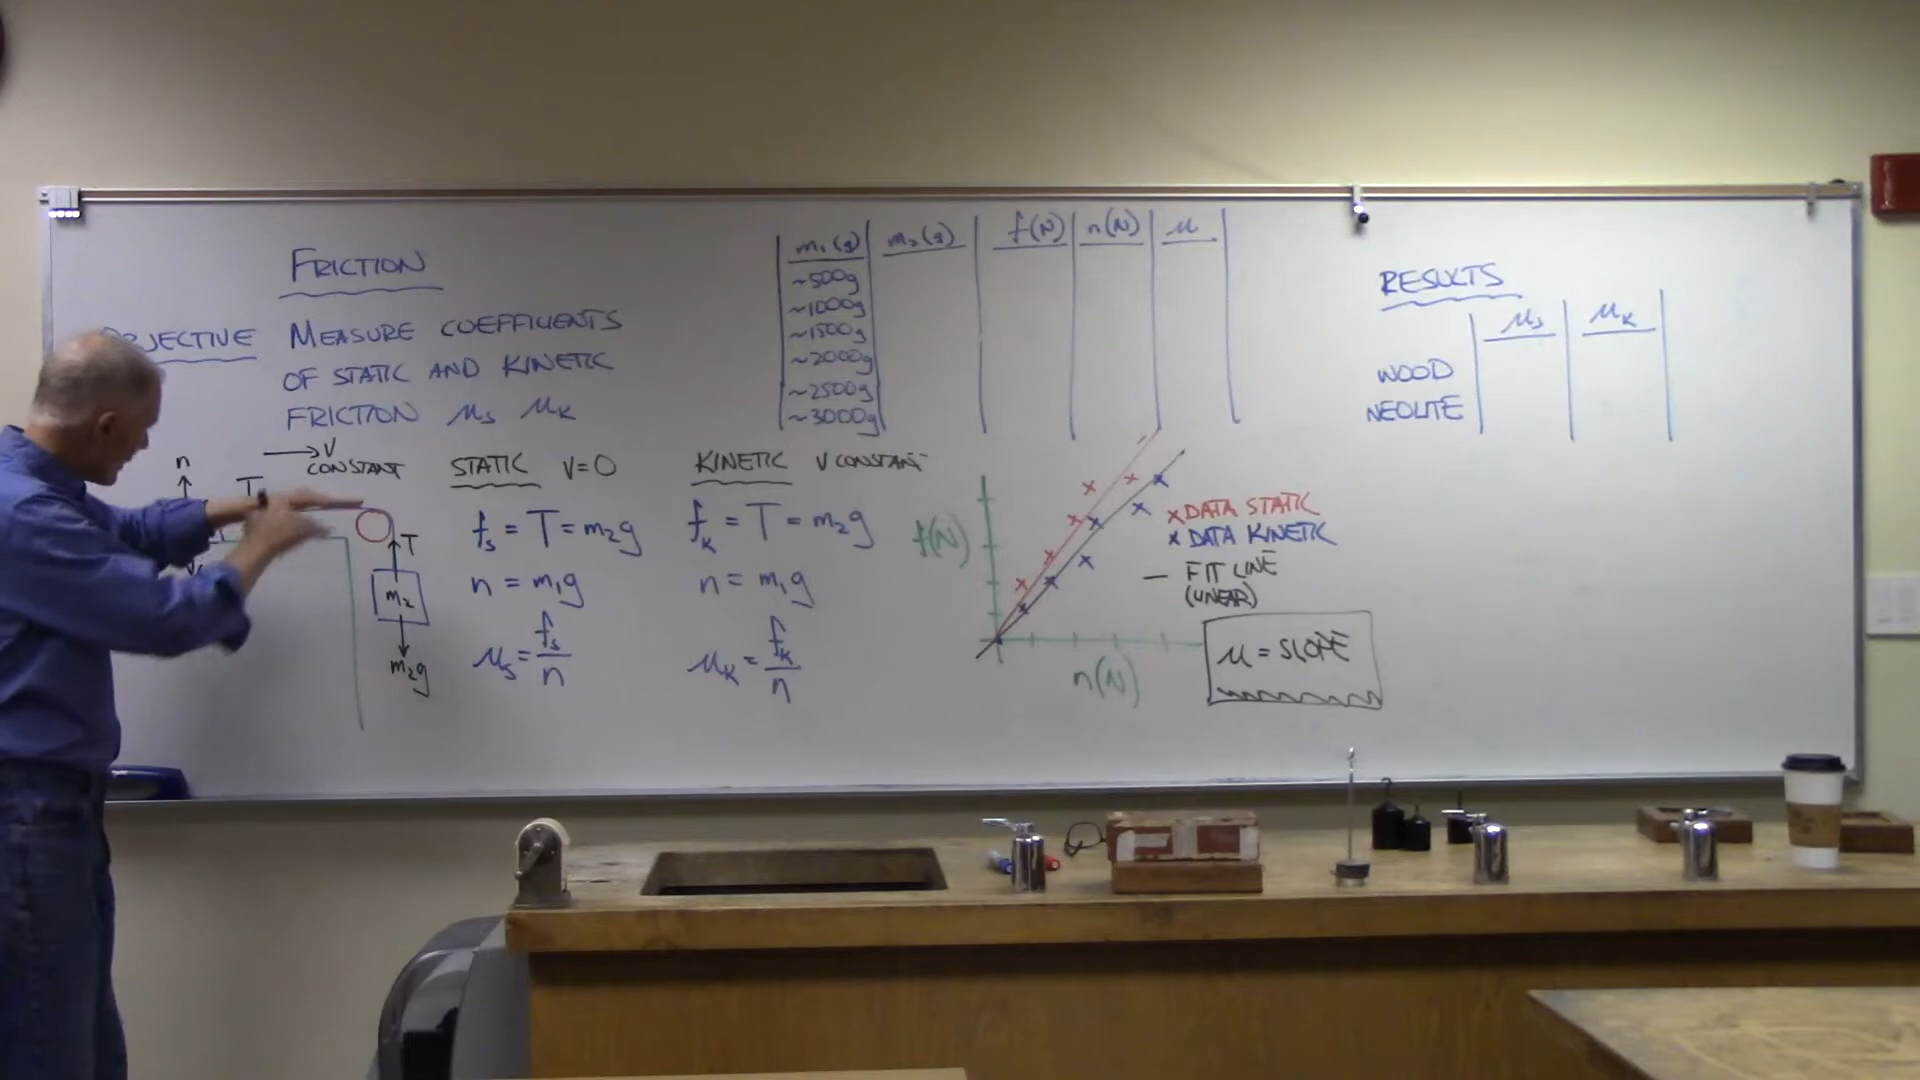 FRICTION
OBJECTIVE MEASURE COEFFICIENTS
OF STATIC AND KINETIC
FRICTION μs μk
n
T
→ V
CONSTANT
T
m2
m2g
STATIC V=0
fs = T = m2g
n = m1g
μs = fs/n
KINETIC V CONSTANT
fk = T = m2g
n = m1g
μk = fk/n
m1(g) m2(g) f(N) n(N) μ
~500g
~1000g
~1500g
~2000g
~2500g
~3000g
f(N)
n(N)
x DATA STATIC
x DATA KINETIC
— FIT LINE
(LINEAR)
μ = SLOPE
RESULTS
μs μk
WOOD
NEOLITE